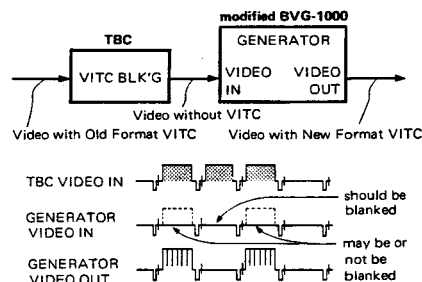 modified BVG-1000
TBC
GENERATOR
VITC BLK'G
VIDEO IN
VIDEO OUT
Video without VITC
Video with Old Format VITC
Video with New Format VITC
TBC VIDEO IN
should be blanked
GENERATOR VIDEO IN
may be or not be blanked
GENERATOR VIDEO OUT